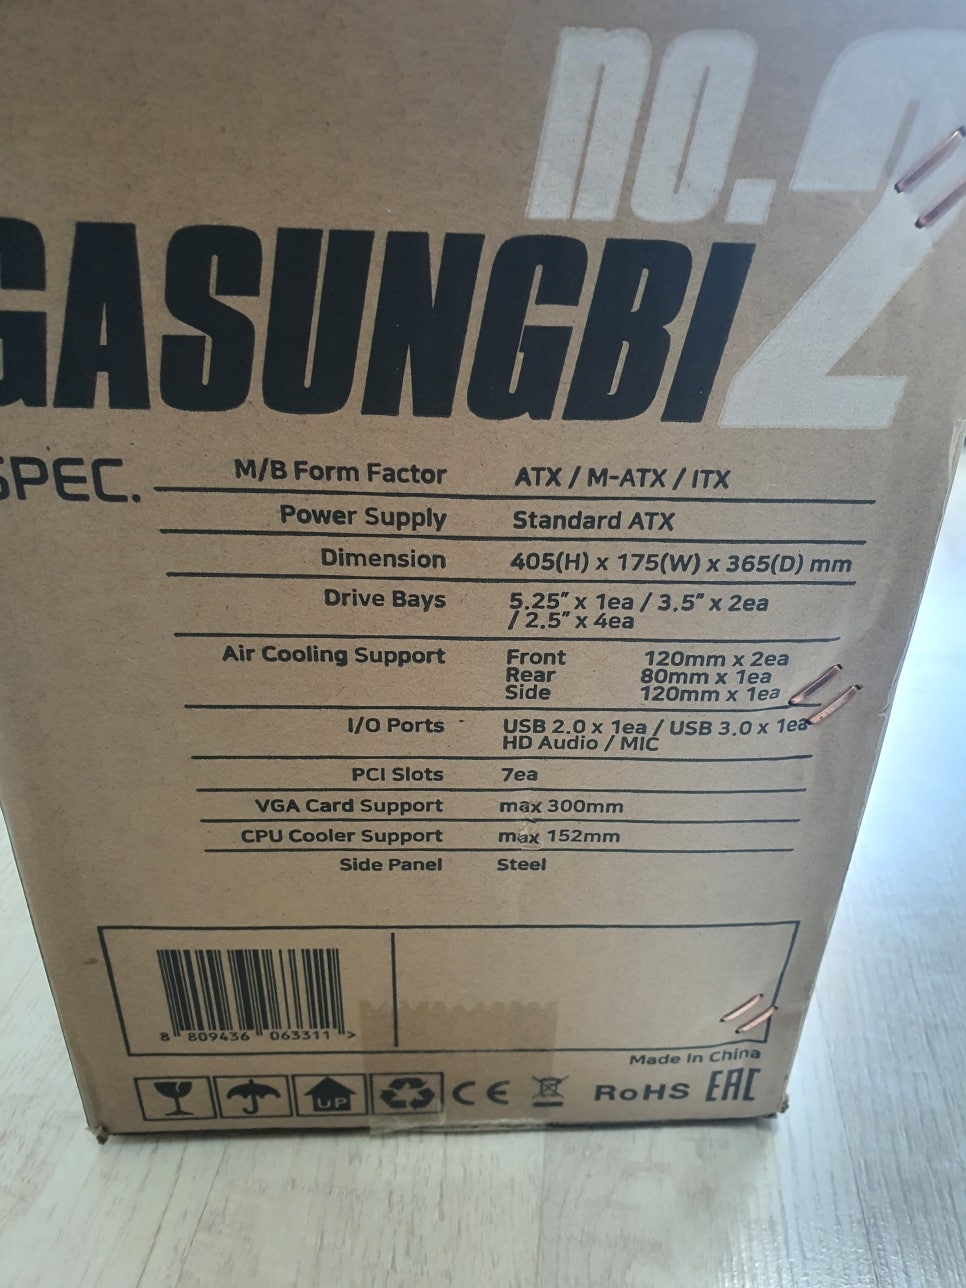 no.2
GASUNGBI
SPEC.
M/B Form Factor ATX / M-ATX / ITX
Power Supply Standard ATX
Dimension 405(H) x 175(W) x 365(D) mm
Drive Bays 5.25” x 1ea / 3.5” x 2ea
/ 2.5” x 4ea
Air Cooling Support Front 120mm x 2ea
Rear 80mm x 1ea
Side 120mm x 1ea
I/O Ports USB 2.0 x 1ea / USB 3.0 x 1ea
HD Audio / MIC
PCI Slots 7ea
VGA Card Support max 300mm
CPU Cooler Support max 152mm
Side Panel Steel
8 809436 063311 >
Made In China
UP CE RoHS EAC